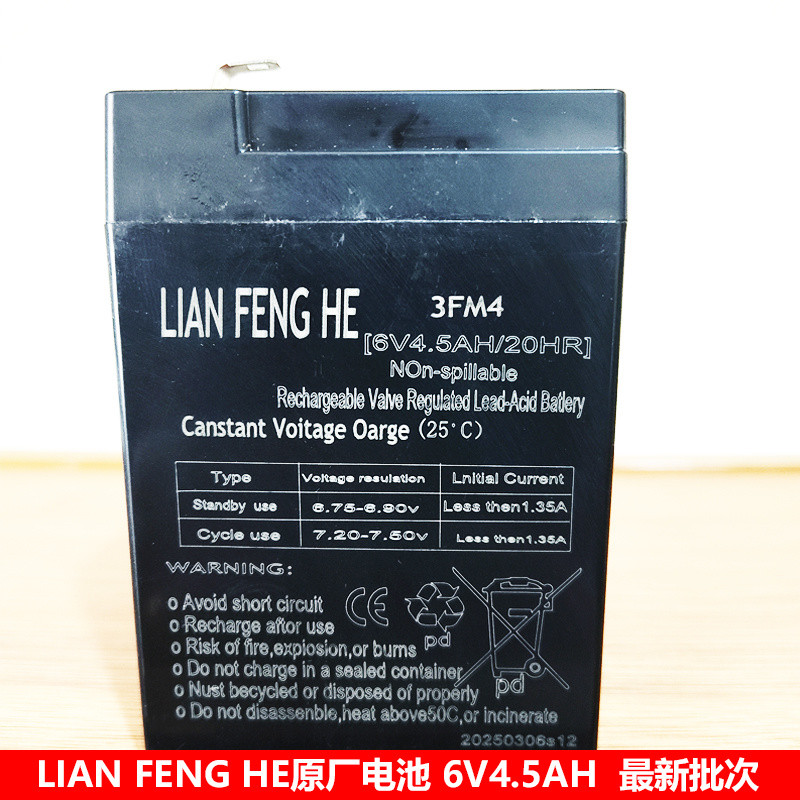 LIAN FENG HE
3FM4
[6V4.5AH/20HR]
NOn-spillable
Rechargeable Valve Regulated Lead-Acid Battery
Canstant Voitage Oarge (25°C)
Type Voltage resulation Lnitial Current
Standby use 6.75-6.90v Less then1.35A
Cycle use 7.20-7.50v Less then1.35A
WARNING:
o Avoid short circuit
o Recharge aftor use
o Risk of fire,explosion,or burns
o Do not charge in a sealed container
o Nust becycled or disposed of properly
o Do not disassenble,heat above50C,or incinerate
CE
pd
pd
20250306s12
LIAN FENG HE原厂电池 6V4.5AH 最新批次